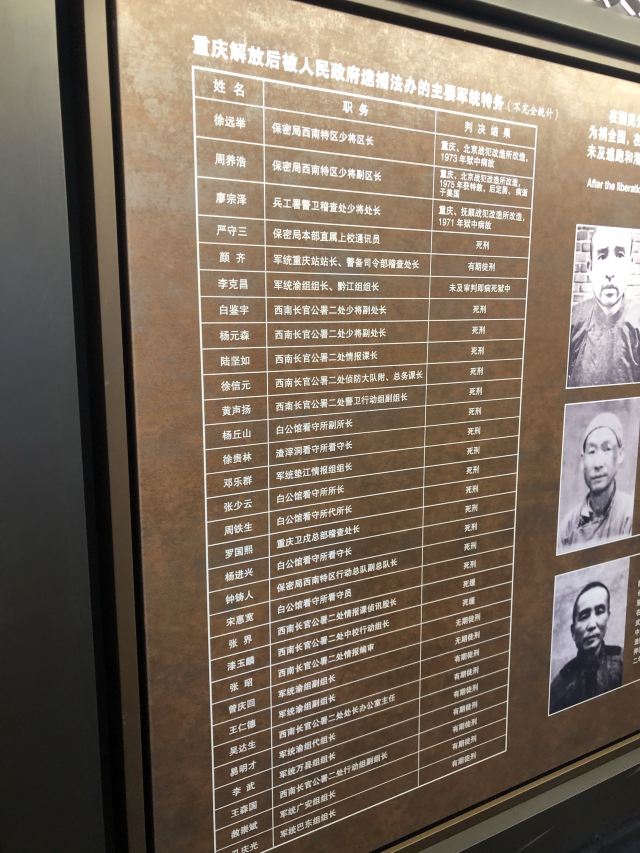 重庆解放后被人民政府逮捕法办的主要军统特务（不完全统计）
姓名 职务 判决结果
徐远举 保密局西南特区少将区长 重庆、北京战犯改造所改造，
1973年狱中病故
周养浩 保密局西南特区少将副区长 重庆、北京战犯改造所改造，
1975年获特赦，后定居、病逝
于美国
廖宗泽 兵工署警卫稽查处少将处长 重庆、抚顺战犯改造所改造，
1971年狱中病故
严守三 保密局本部直属上校通讯员 死刑
颜齐 军统重庆站站长、警备司令部稽查处长 有期徒刑
李克昌 军统渝组组长、黔江组组长 未及审判即病死狱中
白鉴宇 西南长官公署二处少将副处长 死刑
杨元森 西南长官公署二处少将副处长 死刑
陆坚如 西南长官公署二处情报课长 死刑
徐信元 西南长官公署二处侦防大队附、总务课长 死刑
黄声扬 西南长官公署二处警卫行动组副组长 死刑
杨丘山 白公馆看守所副所长 死刑
徐贵林 渣滓洞看守所看守长 死刑
邓乐群 军统垫江情报组组长 死刑
张少云 白公馆看守所所长 死刑
周铁生 白公馆看守所代所长 死刑
罗国熙 重庆卫戍总部稽查处长 死刑
杨进兴 白公馆看守所看守长 死刑
钟铸人 保密局西南特区行动总队副总队长 死刑
宋惠宽 白公馆看守所看守员 死刑
张界 西南长官公署二处情报课侦讯股长 死缓
漆玉麟 西南长官公署二处中校行动组长 死缓
张昭 西南长官公署二处情报编审 无期徒刑
曾庆回 军统渝组副组长 无期徒刑
王仁德 军统渝组副组长 有期徒刑
吴达生 西南长官公署二处处长办公室主任 有期徒刑
易明才 军统渝组代组长 有期徒刑
李武 军统万县组组长 有期徒刑
王森国 西南长官公署二处行动组副组长 有期徒刑
敖崇斌 军统广安组组长 有期徒刑
庆光 军统巴东组组长 有期徒刑
为祸全国，在
未及逃跑和潜
After the liberatio